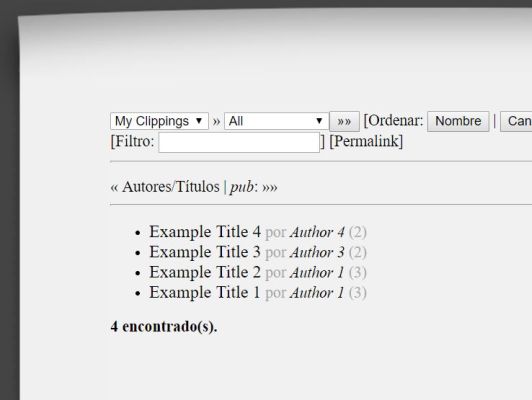 My Clippings ▼ » All ▼ »» [Ordenar: Nombre | Can
[Filtro: ] [Permalink]
« Autores/Títulos | pub: »»
• Example Title 4 por Author 4 (2)
• Example Title 3 por Author 3 (2)
• Example Title 2 por Author 1 (3)
• Example Title 1 por Author 1 (3)
4 encontrado(s).